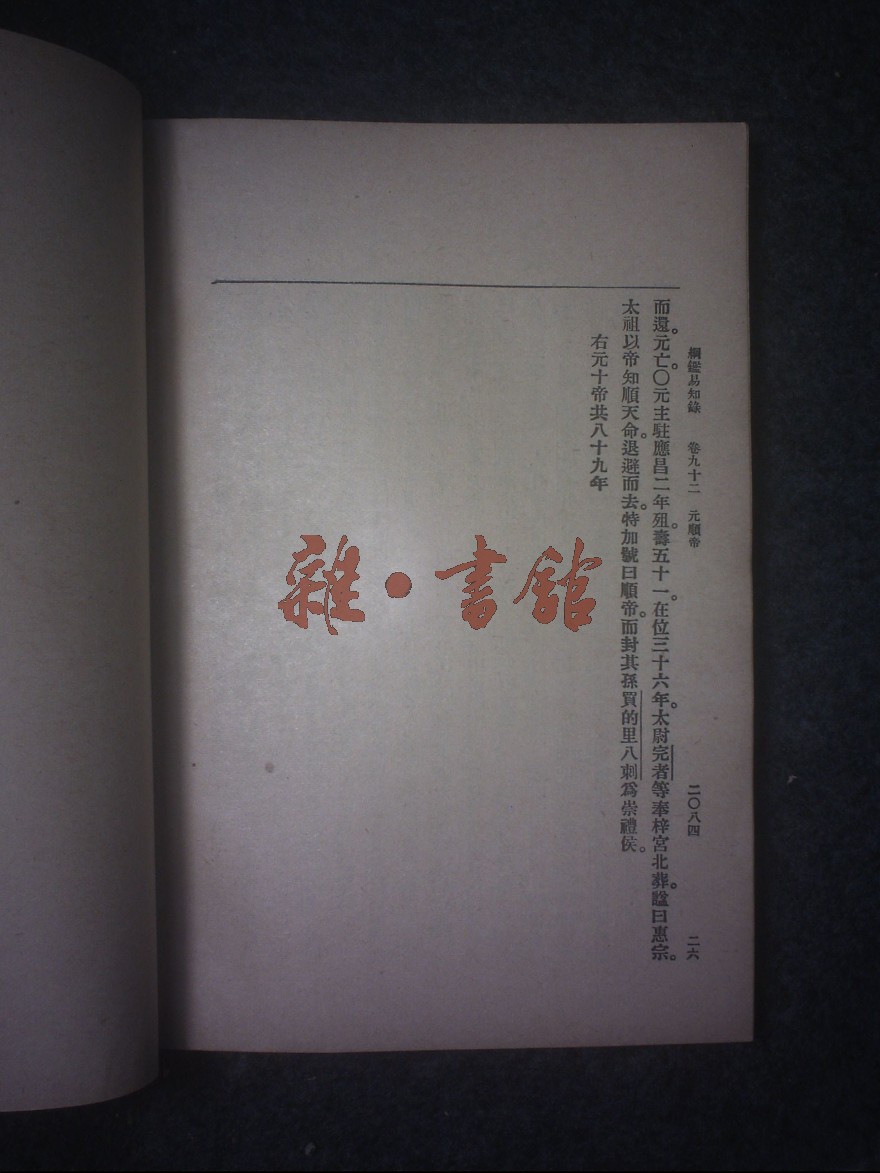 綱鑑易知錄 卷九十二 元順帝 二〇八四 二六
而還。元亡。〇元主駐應昌二年殂。壽五十一。在位三十六年。太尉完者等奉梓宮北葬。諡曰惠宗。
太祖以帝知順天命。退避而去。特加號曰順帝。而封其孫買的里八剌爲崇禮侯。
右元十帝共八十九年
雜·書館